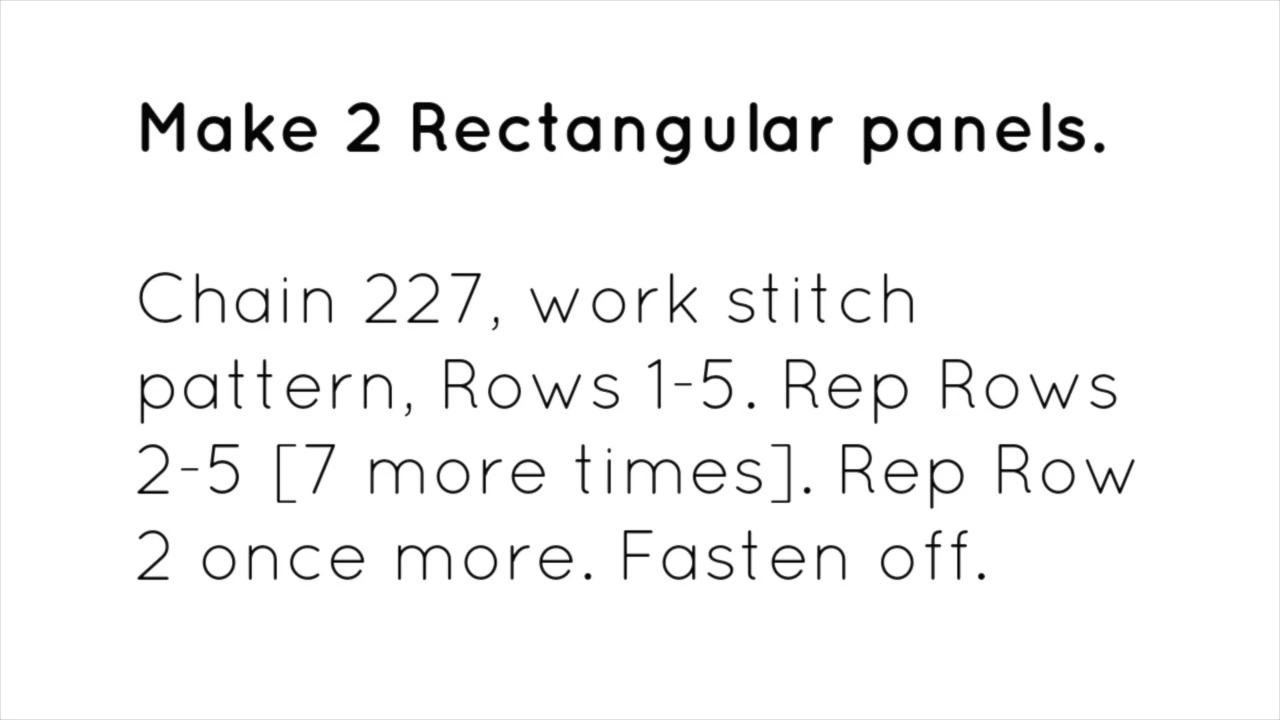 Make 2 Rectangular panels.
Chain 227, work stitch
pattern, Rows 1-5. Rep Rows
2-5 [7 more times]. Rep Row
2 once more. Fasten off.